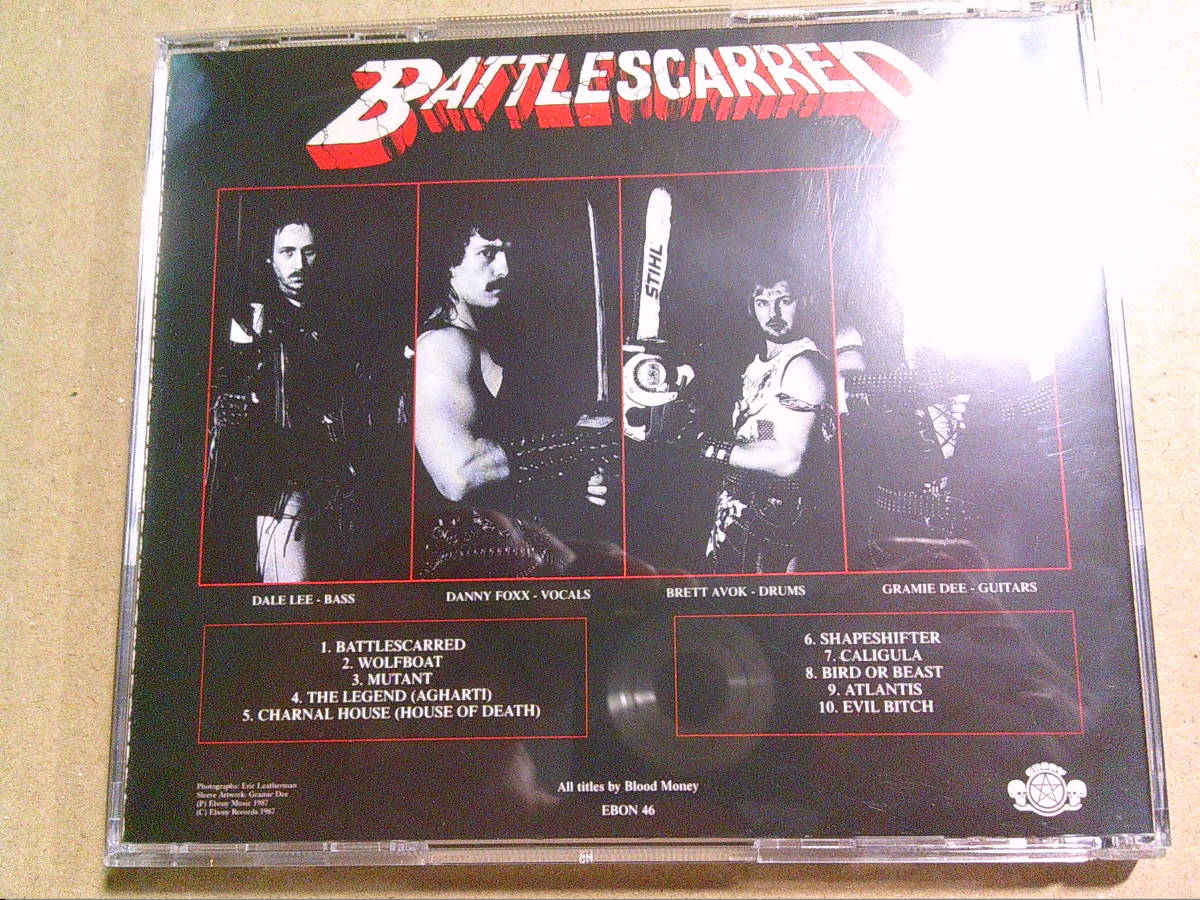 BATTLESCARRED
STIHL
DALE LEE - BASS
DANNY FOXX - VOCALS
BRETT AVOK - DRUMS
GRAMIE DEE - GUITARS
1. BATTLESCARRED
2. WOLFBOAT
3. MUTANT
4. THE LEGEND (AGHARTI)
5. CHARNAL HOUSE (HOUSE OF DEATH)
6. SHAPESHIFTER
7. CALIGULA
8. BIRD OR BEAST
9. ATLANTIS
10. EVIL BITCH
Photographs: Eric Leatherman
Sleeve Artwork: Gramie Dee
(P) Ebony Music 1987
(C) Ebony Records 1987
All titles by Blood Money
EBON 46